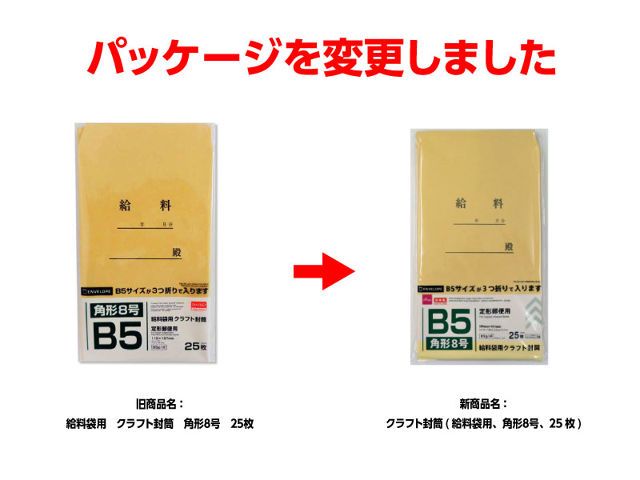 パッケージを変更しました
給 料
年 月分
殿
ENVELOPE B5サイズが3つ折りで入ります
角形8号
B5
給料袋用クラフト封筒
定形郵便用
25枚
給 料
年 月分
殿
B5サイズが3つ折りで入ります
B5
角形8号
定形郵便用
25枚
給料袋用クラフト封筒
旧商品名：
給料袋用 クラフト封筒 角形8号 25枚
新商品名：
クラフト封筒(給料袋用、角形8号、25枚)